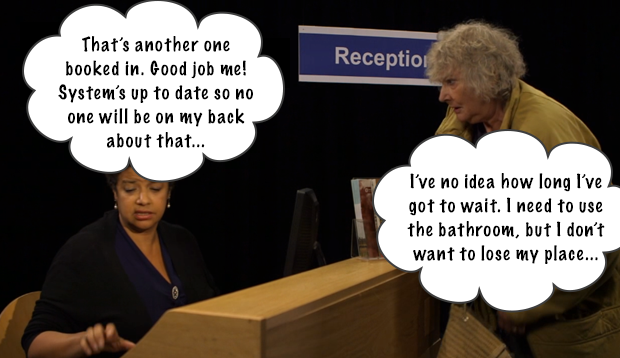 That's another one
booked in. Good job me!
System's up to date so no
one will be on my back
about that...
Reception
I've no idea how long I've
got to wait. I need to use
the bathroom, but I don't
want to lose my place...